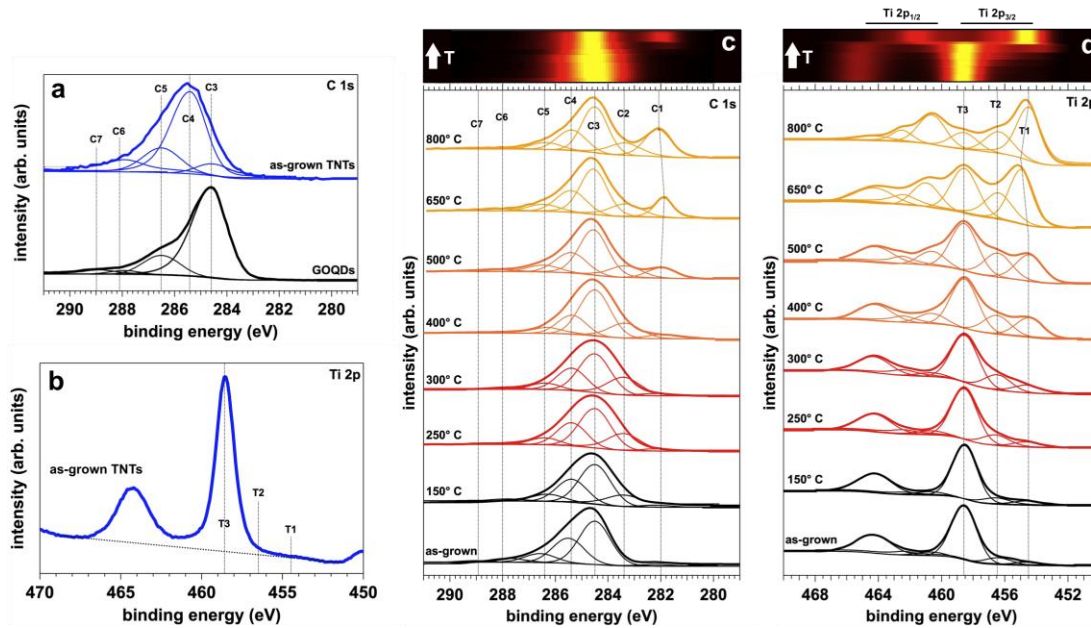 a
C 1s
C7
C6
C5
C4
C3
as-grown TNTs
GOQDs
intensity (arb. units)
290
288
286
284
282
280
binding energy (eV)
b
Ti 2p
as-grown TNTs
T3
T2
T1
intensity (arb. units)
470
465
460
455
450
binding energy (eV)
T
c
C 1s
C7
C6
C5
C4
C3
C2
C1
800° C
650° C
500° C
400° C
300° C
250° C
150° C
as-grown
intensity (arb. units)
290
288
286
284
282
280
binding energy (eV)
Ti 2p1/2
Ti 2p3/2
T
Ti 2p
T3
T2
T1
800° C
650° C
500° C
400° C
300° C
250° C
150° C
as-grown
intensity (arb. units)
468
464
460
456
452
binding energy (eV)